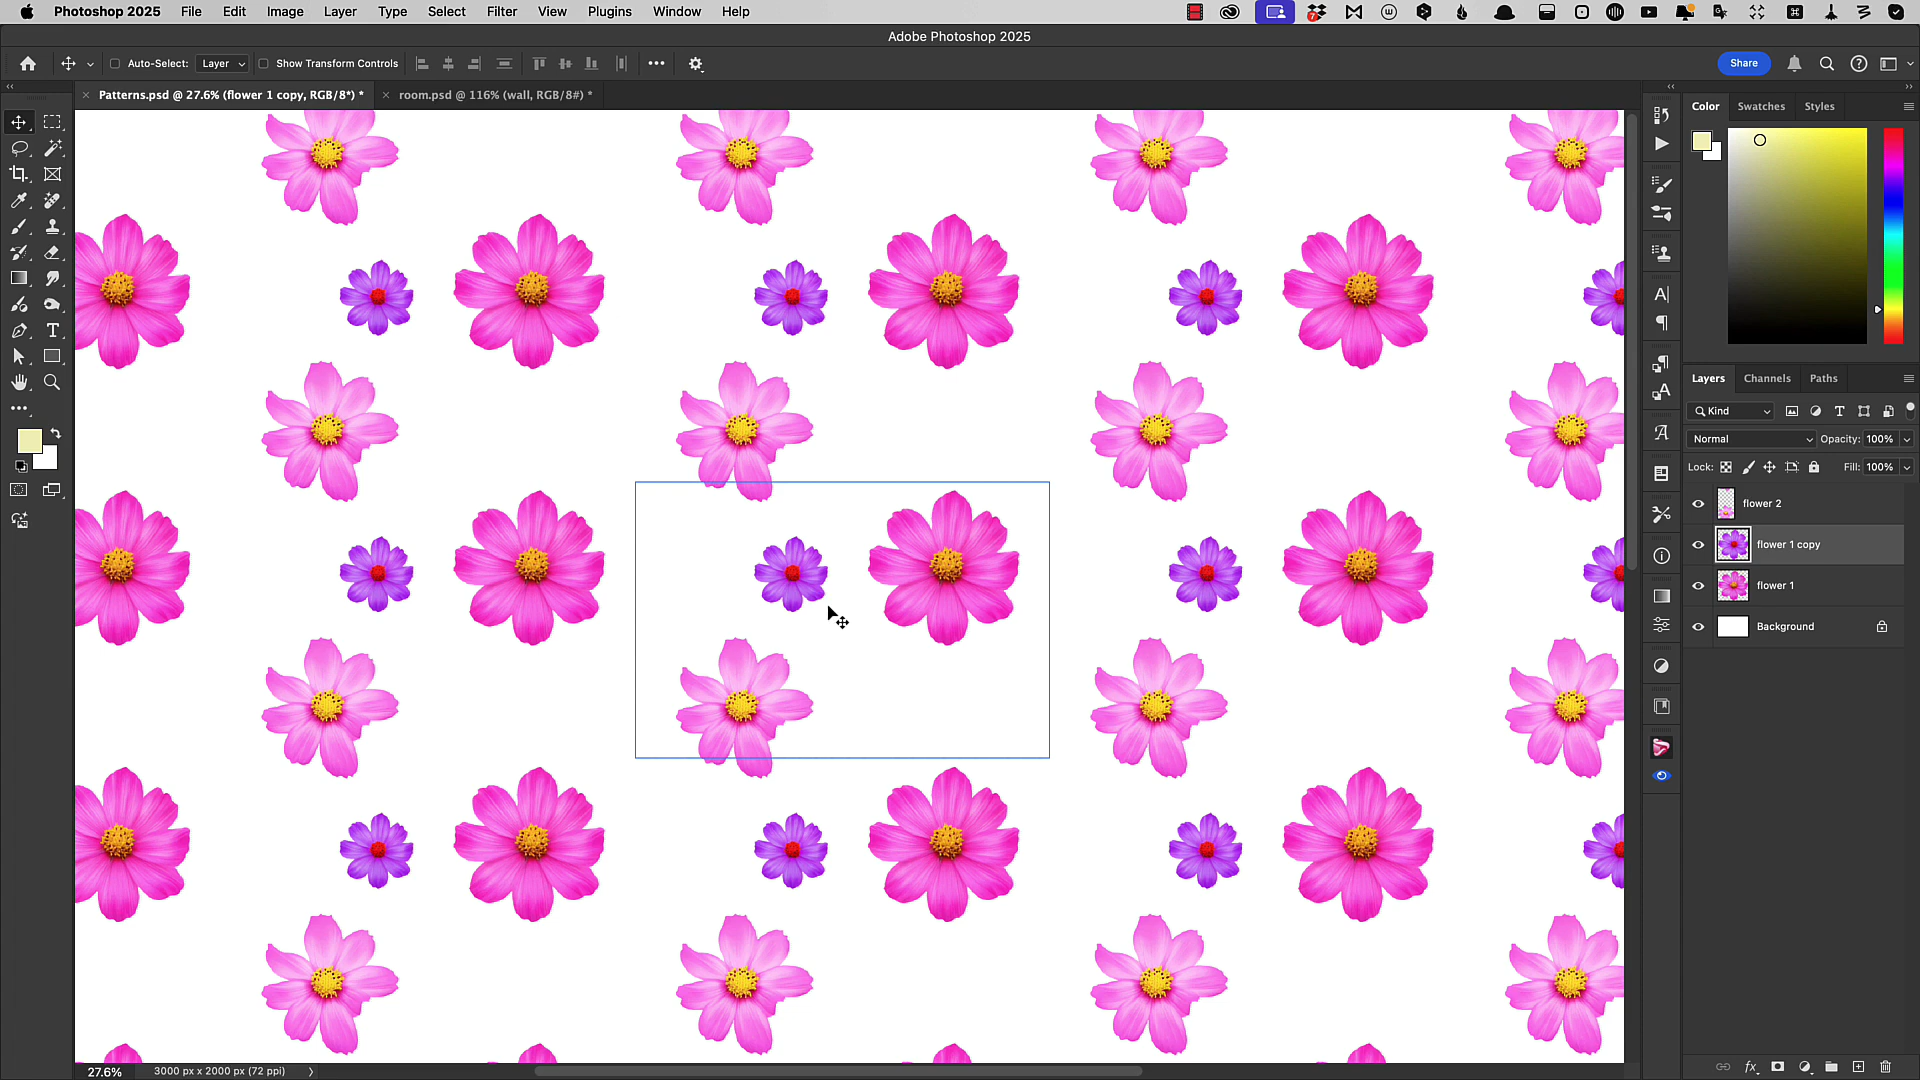 Photoshop 2025 File Edit Image Layer Type Select Filter View Plugins Window Help
7
Adobe Photoshop 2025
Auto-Select: Layer Show Transform Controls Share
Patterns.psd @ 27.6% (flower 1 copy, RGB/8*) * room.psd @ 116% (wall, RGB/8#) *
Color Swatches Styles
Layers Channels Paths
Kind
Normal Opacity: 100%
Lock: Fill: 100%
flower 2
flower 1 copy
flower 1
Background
27.6% 3000 px x 2000 px (72 ppi)